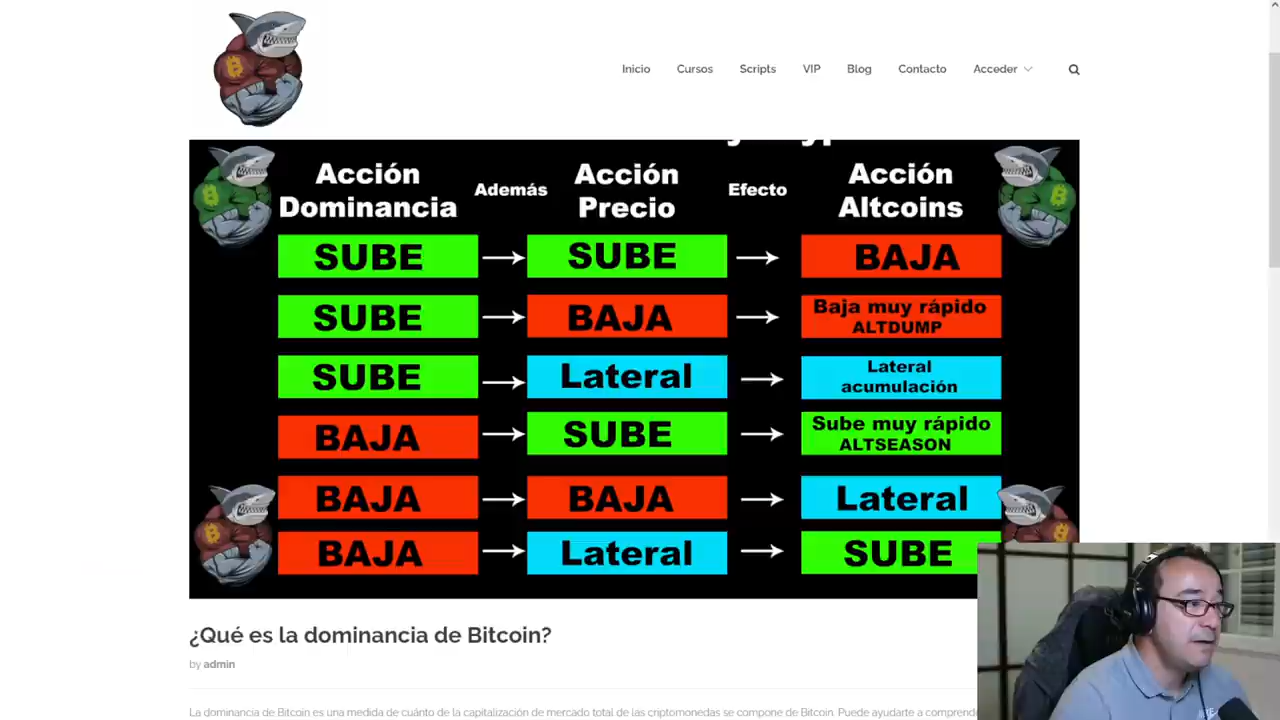 Inicio Cursos Scripts VIP Blog Contacto Acceder
Acción Dominancia Además Acción Precio Efecto Acción Altcoins
SUBE SUBE BAJA
SUBE BAJA Baja muy rápido ALTDUMP
SUBE Lateral Lateral acumulación
BAJA SUBE Sube muy rápido ALTSEASON
BAJA BAJA Lateral
BAJA Lateral SUBE
¿Qué es la dominancia de Bitcoin?
by admin
La dominancia de Bitcoin es una medida de cuánto de la capitalización de mercado total de las criptomonedas se compone de Bitcoin. Puede ayudarte a comprend